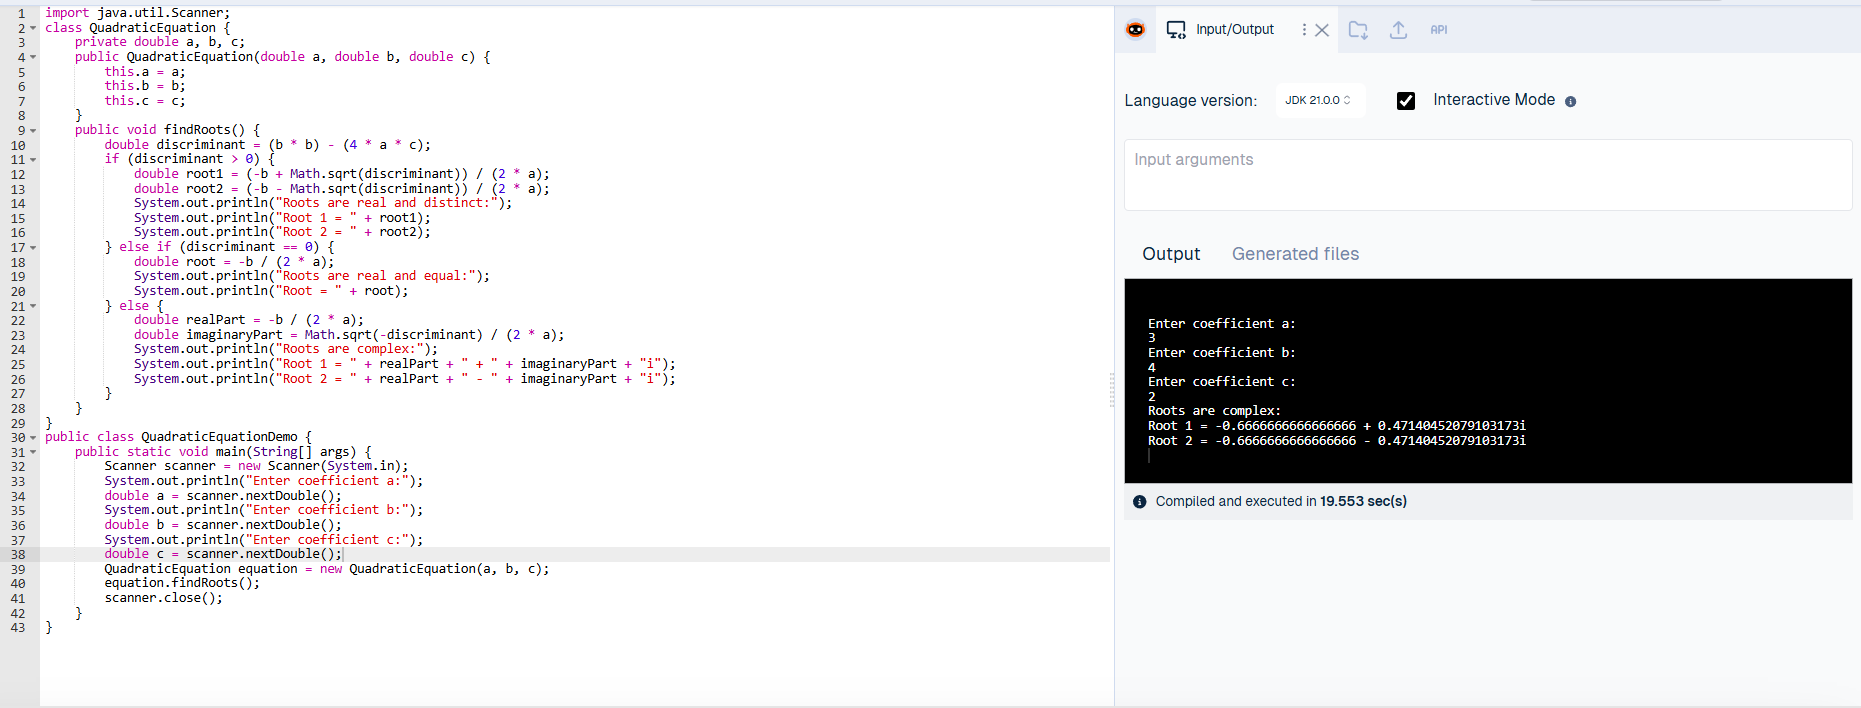 1 import java.util.Scanner;
2 class QuadraticEquation {
3     private double a, b, c;
4     public QuadraticEquation(double a, double b, double c) {
5         this.a = a;
6         this.b = b;
7         this.c = c;
8     }
9     public void findRoots() {
10         double discriminant = (b * b) - (4 * a * c);
11         if (discriminant > 0) {
12             double root1 = (-b + Math.sqrt(discriminant)) / (2 * a);
13             double root2 = (-b - Math.sqrt(discriminant)) / (2 * a);
14             System.out.println("Roots are real and distinct:");
15             System.out.println("Root 1 = " + root1);
16             System.out.println("Root 2 = " + root2);
17         } else if (discriminant == 0) {
18             double root = -b / (2 * a);
19             System.out.println("Roots are real and equal:");
20             System.out.println("Root = " + root);
21         } else {
22             double realPart = -b / (2 * a);
23             double imaginaryPart = Math.sqrt(-discriminant) / (2 * a);
24             System.out.println("Roots are complex:");
25             System.out.println("Root 1 = " + realPart + " + " + imaginaryPart + "i");
26             System.out.println("Root 2 = " + realPart + " - " + imaginaryPart + "i");
27         }
28     }
29 }
30 public class QuadraticEquationDemo {
31     public static void main(String[] args) {
32         Scanner scanner = new Scanner(System.in);
33         System.out.println("Enter coefficient a:");
34         double a = scanner.nextDouble();
35         System.out.println("Enter coefficient b:");
36         double b = scanner.nextDouble();
37         System.out.println("Enter coefficient c:");
38         double c = scanner.nextDouble();
39         QuadraticEquation equation = new QuadraticEquation(a, b, c);
40         equation.findRoots();
41         scanner.close();
42     }
43 }
Input/Output
API
Language version: JDK 21.0.0 Interactive Mode
Input arguments
Output Generated files
Enter coefficient a:
3
Enter coefficient b:
4
Enter coefficient c:
2
Roots are complex:
Root 1 = -0.6666666666666666 + 0.47140452079103173i
Root 2 = -0.6666666666666666 - 0.47140452079103173i
Compiled and executed in 19.553 sec(s)